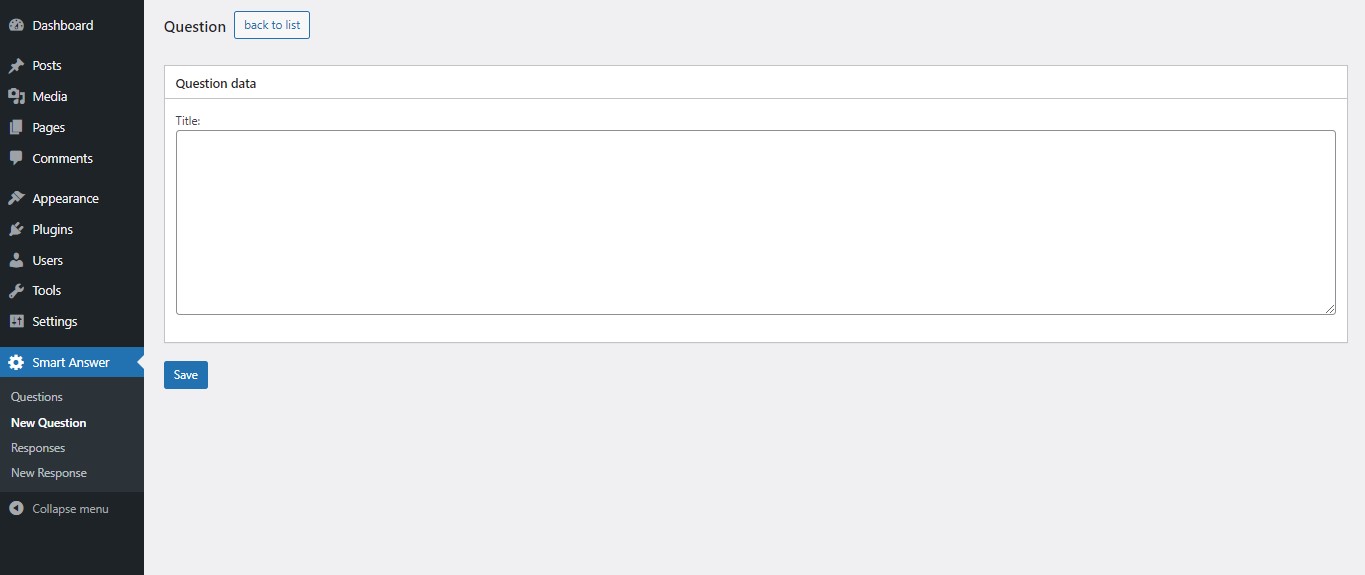 Dashboard
Posts
Media
Pages
Comments
Appearance
Plugins
Users
Tools
Settings
Smart Answer
Questions
New Question
Responses
New Response
Collapse menu
Question back to list
Question data
Title:
Save